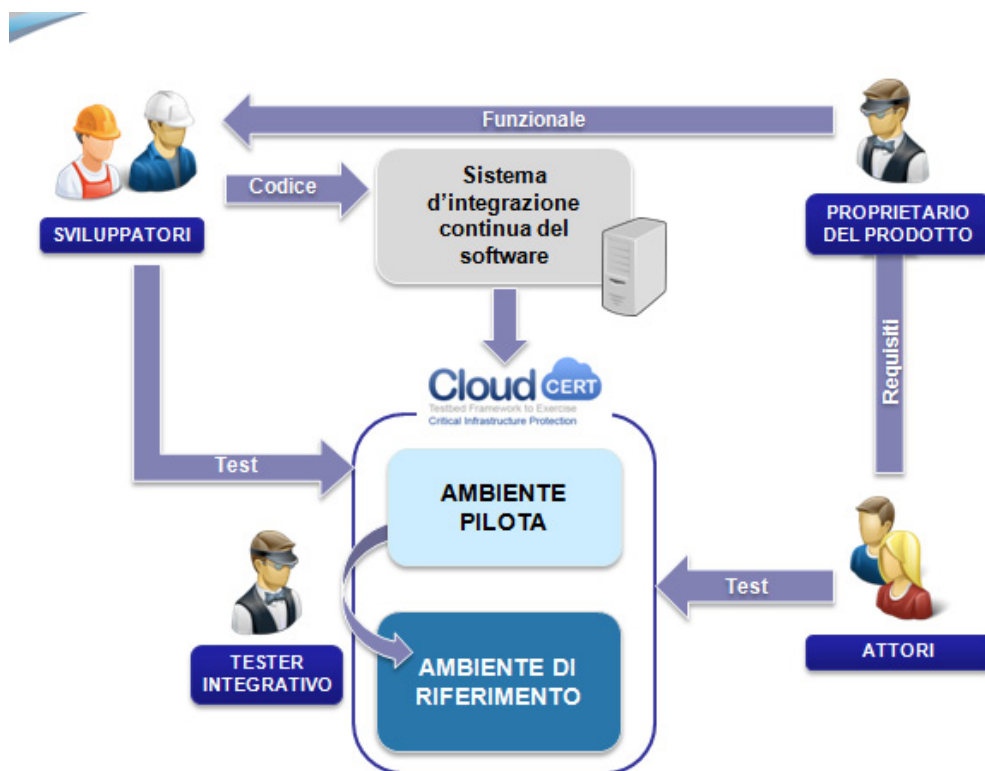 Funzionale
Codice
Sistema
d'integrazione
continua del
software
SVILUPPATORI
PROPRIETARIO
DEL PRODOTTO
Requisiti
Cloud CERT
Testbed Framework to Exercise
Critical Infrastructure Protection
Test
AMBIENTE
PILOTA
Test
TESTER
INTEGRATIVO
AMBIENTE DI
RIFERIMENTO
ATTORI